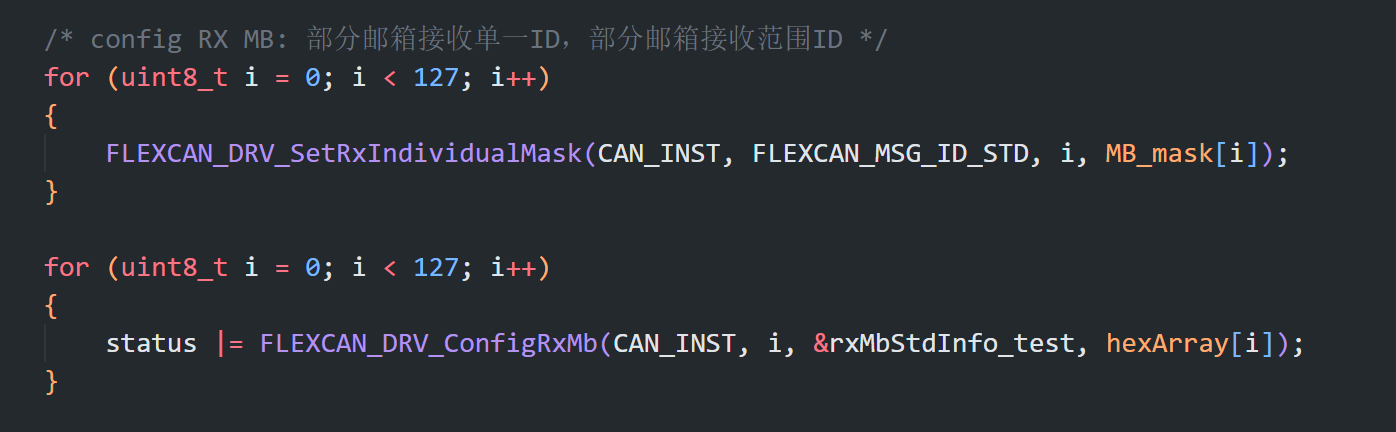 /* config RX MB: 部分邮箱接收单一ID，部分邮箱接收范围ID */
for (uint8_t i = 0; i < 127; i++)
{
    FLEXCAN_DRV_SetRxIndividualMask(CAN_INST, FLEXCAN_MSG_ID_STD, i, MB_mask[i]);
}

for (uint8_t i = 0; i < 127; i++)
{
    status |= FLEXCAN_DRV_ConfigRxMb(CAN_INST, i, &rxMbStdInfo_test, hexArray[i]);
}